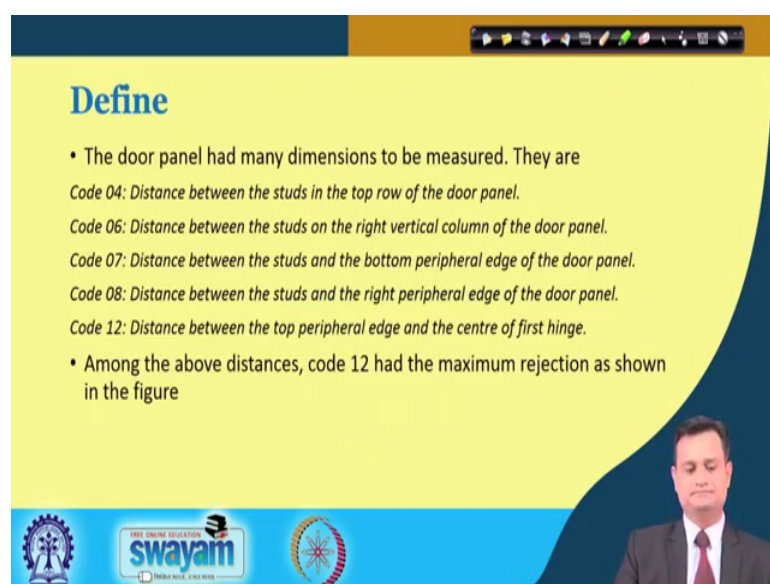 Define
• The door panel had many dimensions to be measured. They are
Code 04: Distance between the studs in the top row of the door panel.
Code 06: Distance between the studs on the right vertical column of the door panel.
Code 07: Distance between the studs and the bottom peripheral edge of the door panel.
Code 08: Distance between the studs and the right peripheral edge of the door panel.
Code 12: Distance between the top peripheral edge and the centre of first hinge.
• Among the above distances, code 12 had the maximum rejection as shown
in the figure
FREE ONLINE EDUCATION
swayam